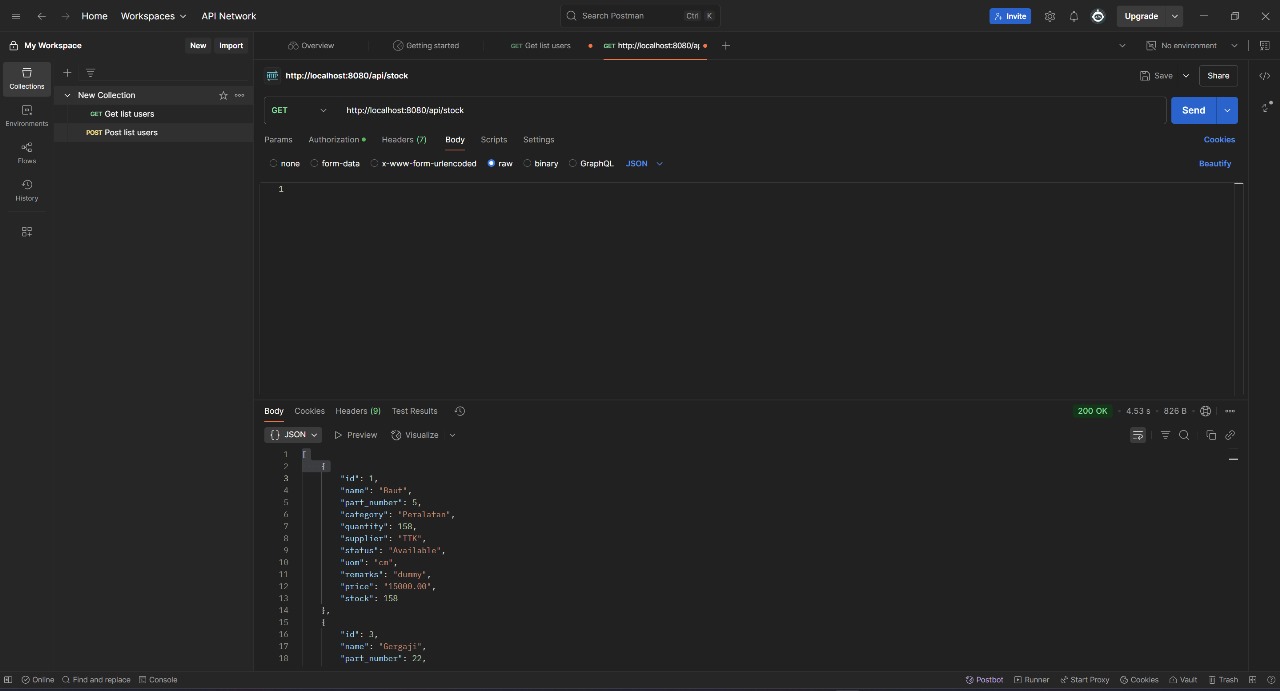 Home Workspaces API Network Search Postman Ctrl K Invite Upgrade
My Workspace New Import Overview Getting started GET Get list users GET http://localhost:8080/ap No environment
Collections
Environments
Flows
History
New Collection
GET Get list users
POST Post list users
HTTP http://localhost:8080/api/stock Save Share
GET http://localhost:8080/api/stock Send
Params Authorization Headers (7) Body Scripts Settings Cookies
none form-data x-www-form-urlencoded raw binary GraphQL JSON Beautify
1
Body Cookies Headers (9) Test Results 200 OK 4.53 s 826 B
{} JSON Preview Visualize
1 [
2 {
3 "id": 1,
4 "name": "Baut",
5 "part_number": 5,
6 "category": "Peralatan",
7 "quantity": 158,
8 "supplier": "TTK",
9 "status": "Available",
10 "uom": "cm",
11 "remarks": "dummy",
12 "price": "15000.00",
13 "stock": 158
14 },
15 {
16 "id": 3,
17 "name": "Gergaji",
18 "part_number": 22,
Online Find and replace Console Postbot Runner Start Proxy Cookies Vault Trash